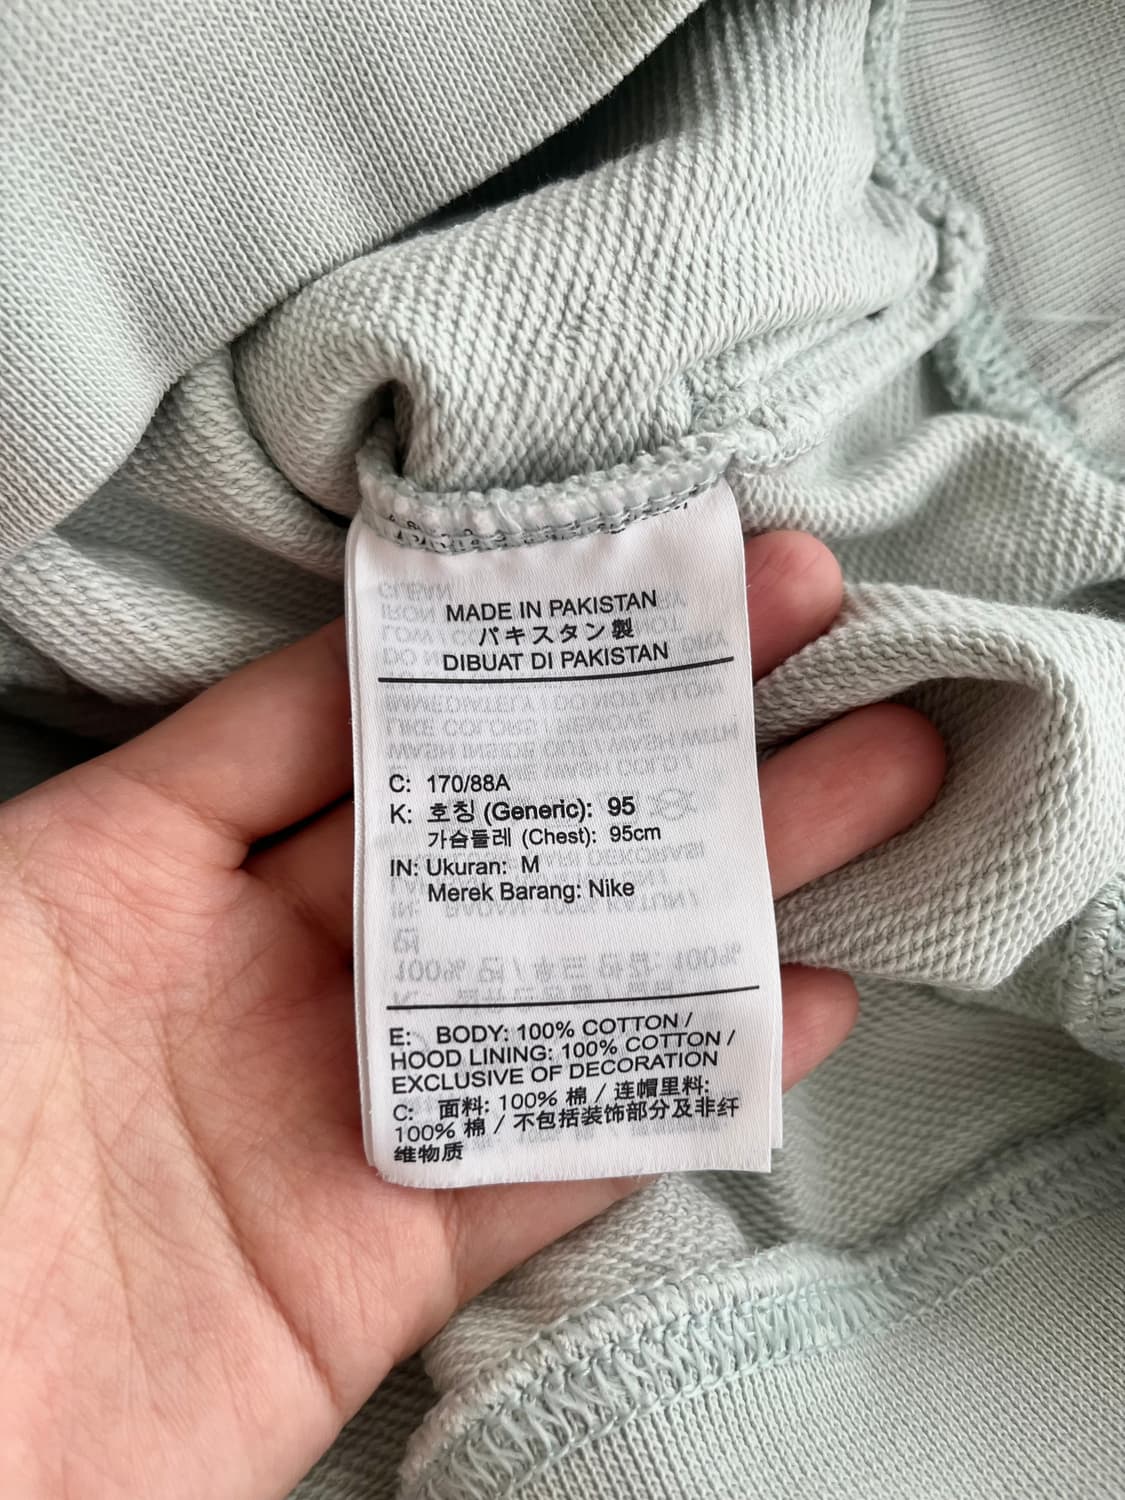 MADE IN PAKISTAN
パキスタン製
DIBUAT DI PAKISTAN
C: 170/88A
K: 호칭 (Generic): 95
가슴둘레 (Chest): 95cm
IN: Ukuran: M
Merek Barang: Nike
E: BODY: 100% COTTON /
HOOD LINING: 100% COTTON /
EXCLUSIVE OF DECORATION
C: 面料: 100% 棉 / 连帽里料:
100% 棉 / 不包括装饰部分及非纤
维物质